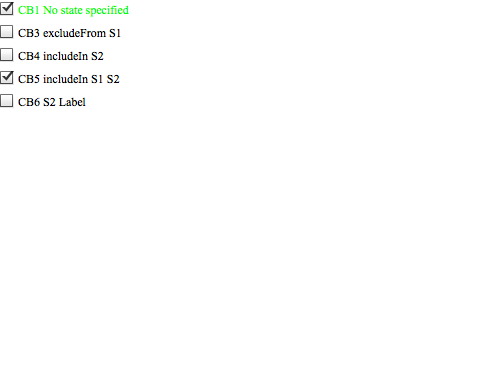 CB1 No state specified
CB3 excludeFrom S1
CB4 includeIn S2
CB5 includeIn S1 S2
CB6 S2 Label